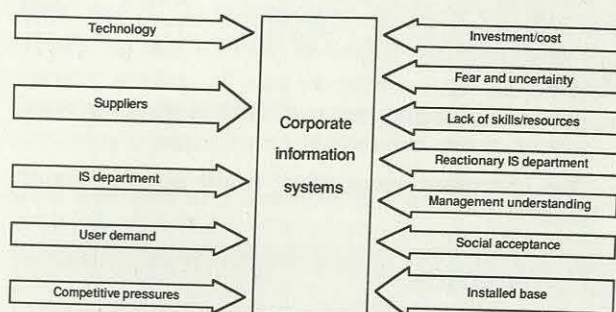 Technology
Suppliers
IS department
User demand
Competitive pressures
Corporate
information
systems
Investment/cost
Fear and uncertainty
Lack of skills/resources
Reactionary IS department
Management understanding
Social acceptance
Installed base